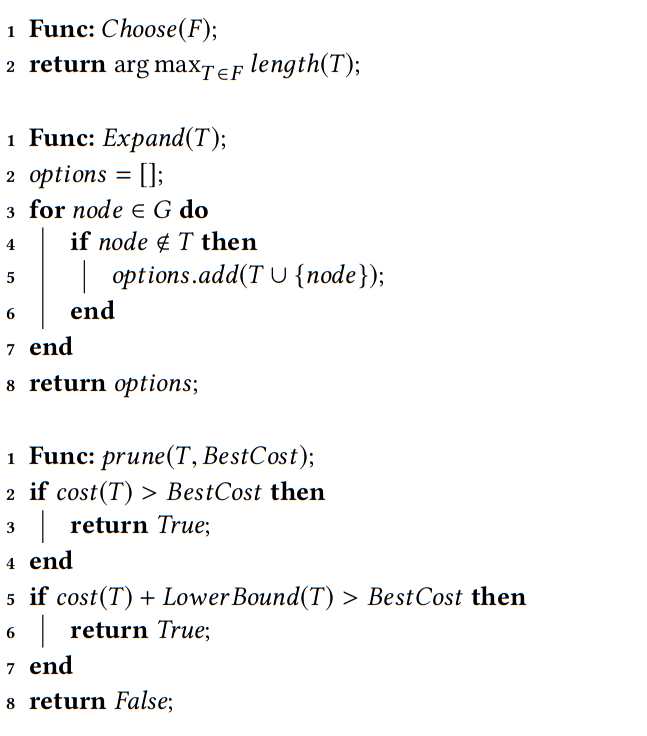 1 Func: Choose(F);
2 return arg max_{T∈F} length(T);
1 Func: Expand(T);
2 options = [];
3 for node ∈ G do
4 if node ∉ T then
5 options.add(T ∪ {node});
6 end
7 end
8 return options;
1 Func: prune(T, BestCost);
2 if cost(T) > BestCost then
3 return True;
4 end
5 if cost(T) + LowerBound(T) > BestCost then
6 return True;
7 end
8 return False;